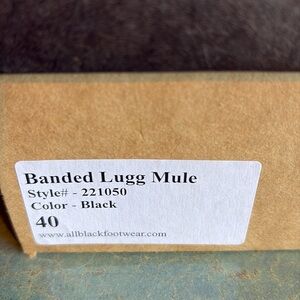 Banded Lugg Mule
Style# - 221050
Color - Black
40
www.allblackfootwear.com